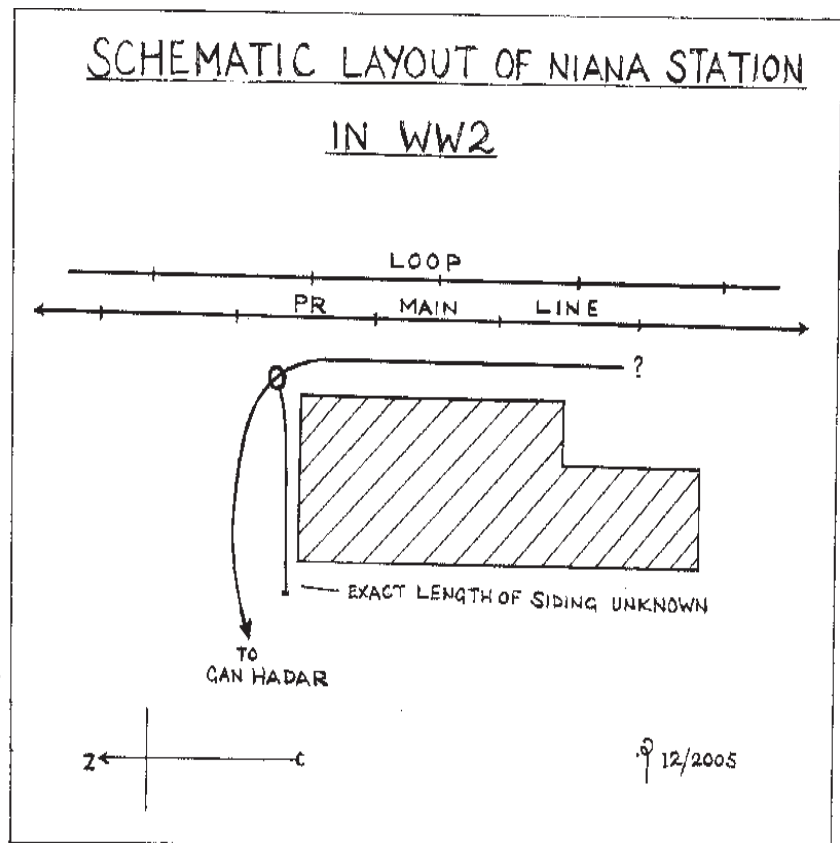 SCHEMATIC LAYOUT OF NIANA STATION
IN WW2
LOOP
PR MAIN LINE
?
EXACT LENGTH OF SIDING UNKNOWN
TO
GAN HADAR
12/2005